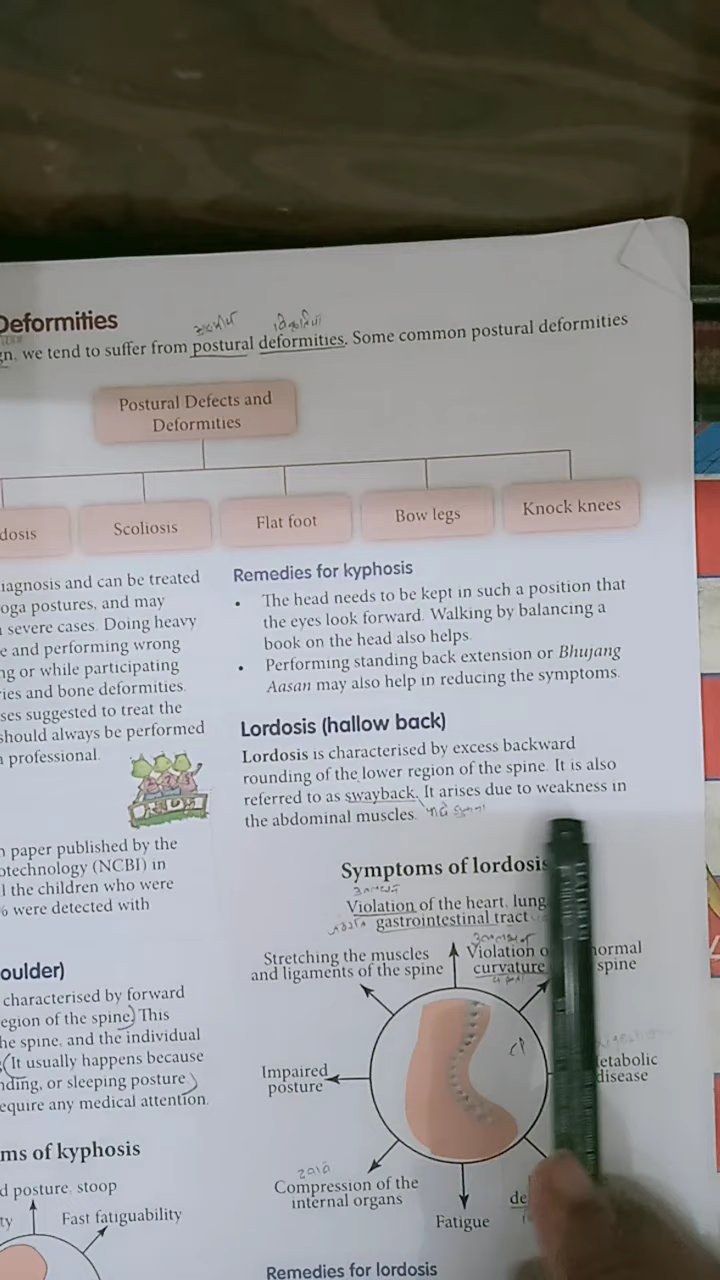 Deformities
gn, we tend to suffer from postural deformities. Some common postural deformities
Postural Defects and
Deformities
dosis
Scoliosis
Flat foot
Bow legs
Knock knees
iagnosis and can be treated
oga postures, and may
severe cases. Doing heavy
e and performing wrong
ng or while participating
ries and bone deformities.
ses suggested to treat the
should always be performed
professional.
paper published by the
otechnology (NCBI) in
l the children who were
% were detected with
oulder)
characterised by forward
egion of the spine. This
he spine, and the individual
It usually happens because
nding, or sleeping posture
equire any medical attention.
ms of kyphosis
d posture, stoop
ty
Fast fatiguability
Remedies for kyphosis
• The head needs to be kept in such a position that
the eyes look forward. Walking by balancing a
book on the head also helps.
• Performing standing back extension or Bhujang
Aasan may also help in reducing the symptoms.
Lordosis (hallow back)
Lordosis is characterised by excess backward
rounding of the lower region of the spine. It is also
referred to as swayback. It arises due to weakness in
the abdominal muscles.
Symptoms of lordosis
Violation of the heart, lung
gastrointestinal tract
Stretching the muscles
and ligaments of the spine
Violation o
normal
curvature
spine
Impaired
posture
etabolic
disease
Compression of the
internal organs
Fatigue
de
Remedies for lordosis